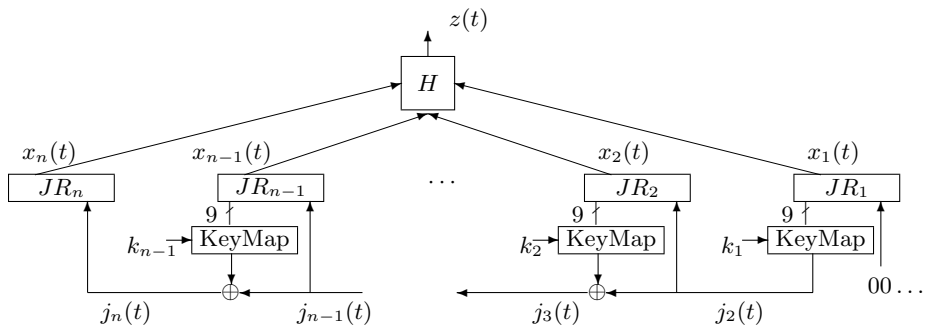 z(t)
H
x_n(t) x_{n-1}(t) x_2(t) x_1(t)
JR_n JR_{n-1} ... JR_2 JR_1
9 9 9
k_{n-1} KeyMap k_2 KeyMap k_1 KeyMap
⊕ ⊕ 00...
j_n(t) j_{n-1}(t) j_3(t) j_2(t)